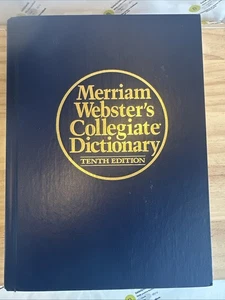 Merriam
Webster's
Collegiate®
Dictionary
TENTH EDITION